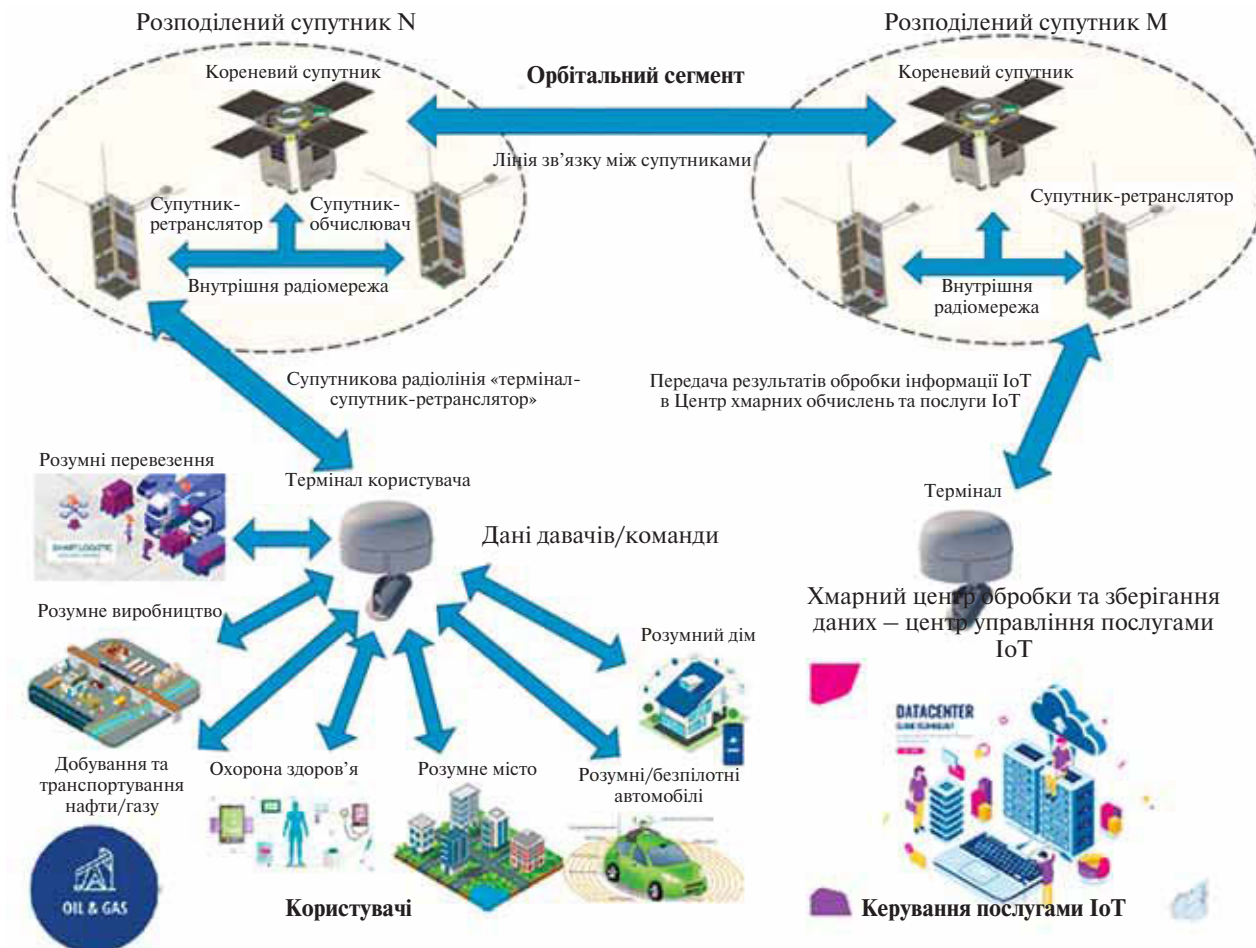 Розподілений супутник N
Розподілений супутник M
Кореневий супутник
Орбітальний сегмент
Кореневий супутник
Лінія зв'язку між супутниками
Супутник-
ретранслятор
Супутник-
обчислювач
Супутник-ретранслятор
Внутрішня радіомережа
Внутрішня
радіомережа
Супутникова радіолінія «термінал-
супутник-ретранслятор»
Передача результатів обробки інформації IoT
в Центр хмарних обчислень та послуги IoT
Розумні перевезення
Термінал користувача
Термінал
SMART LOGISTIC
Дані давачів/команди
Розумне виробництво
Розумний дім
Хмарний центр обробки та зберігання
даних – центр управління послугами
IoT
DATACENTER
CLOUD TECHNOLOGY
Добування та
транспортування
нафти/газу
Охорона здоров'я
Розумне місто
Розумні/безпілотні
автомобілі
OIL & GAS
Користувачі
Керування послугами IoT